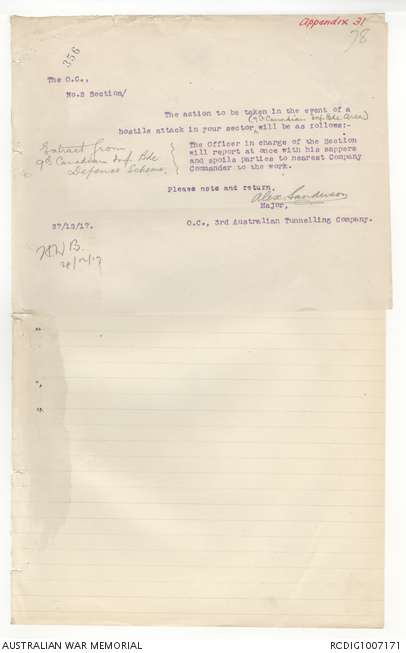 Appendix 31
78
356
The O.C.,
No.2 Section/
The action to be taken in the event of a
(9th Canadian Inf. Bde Area)
hostile attack in your sector will be as follows:-
Extract from
9th Canadian Inf. Bde
Defence Scheme
The Officer in charge of the Section
will report at once with his sappers
and spoils parties to nearest Company
Commander to the work.
Please note and return.
Alex Sanderson
Major,
27/12/17.
O.C., 3rd Australian Tunnelling Company.
28/12/17
AUSTRALIAN WAR MEMORIAL
RCDIG1007171